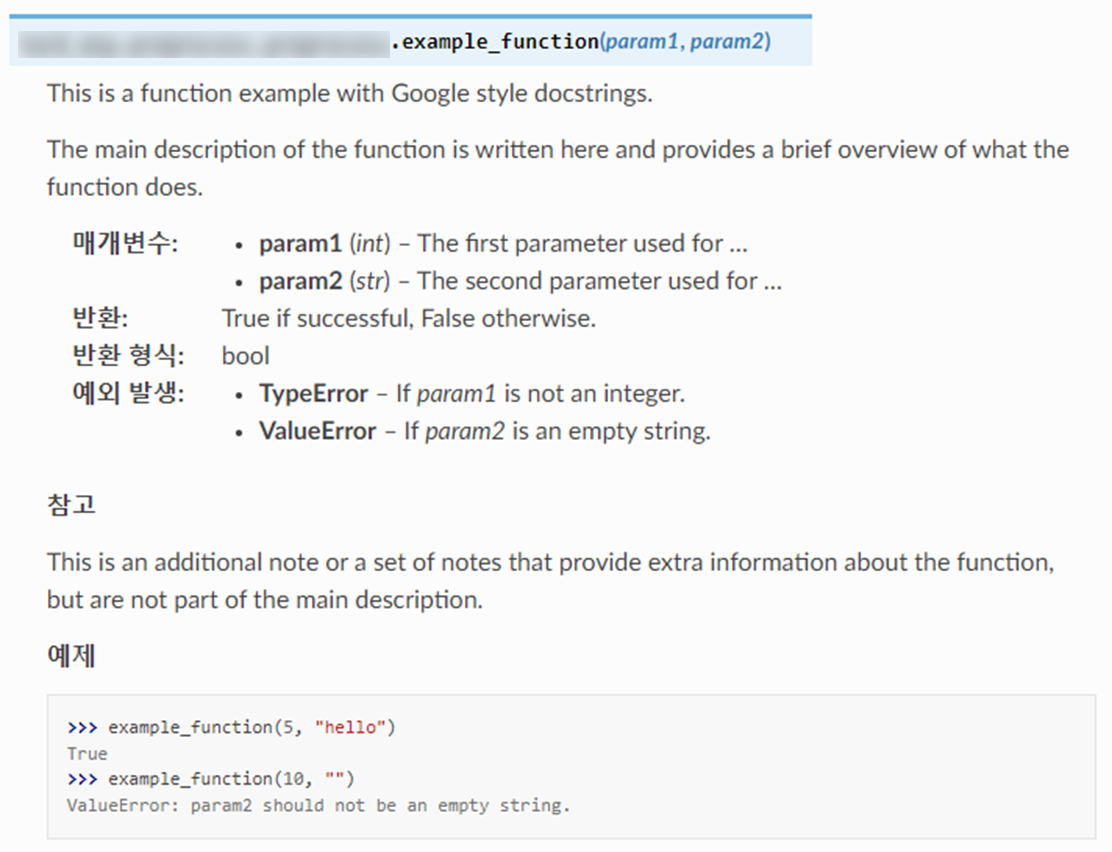 .example_function(param1, param2)
This is a function example with Google style docstrings.
The main description of the function is written here and provides a brief overview of what the
function does.
매개변수: • param1 (int) – The first parameter used for ...
• param2 (str) – The second parameter used for ...
반환: True if successful, False otherwise.
반환 형식: bool
예외 발생: • TypeError – If param1 is not an integer.
• ValueError – If param2 is an empty string.
참고
This is an additional note or a set of notes that provide extra information about the function,
but are not part of the main description.
예제
>>> example_function(5, "hello")
True
>>> example_function(10, "")
ValueError: param2 should not be an empty string.